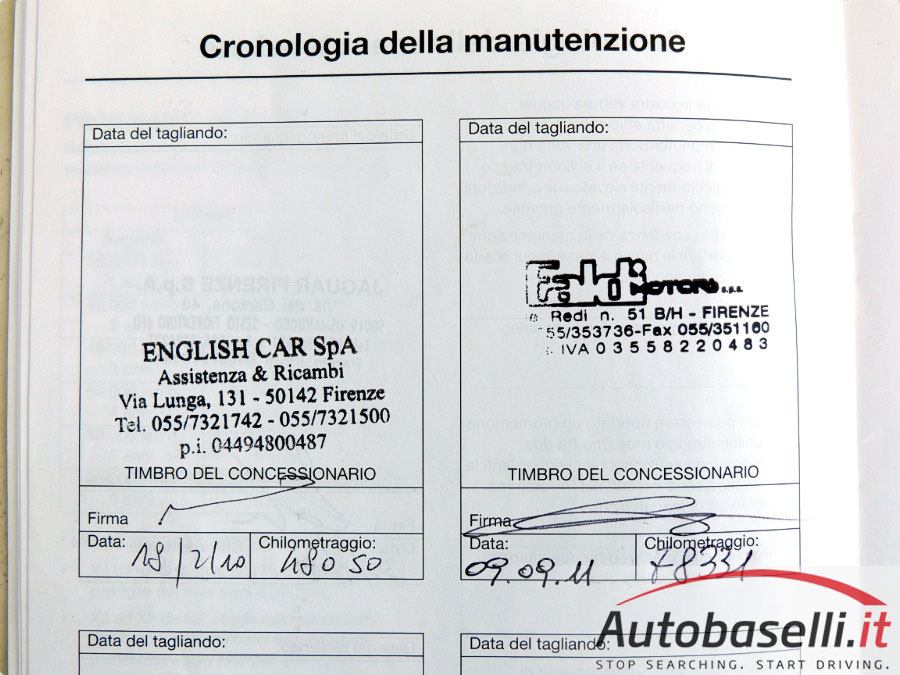 Cronologia della manutenzione
Data del tagliando:
ENGLISH CAR SpA
Assistenza & Ricambi
Via Lunga, 131 - 50142 Firenze
Tel. 055/7321742 - 055/7321500
p.i. 04494800487
TIMBRO DEL CONCESSIONARIO
Firma
Data:
18/2/10
Chilometraggio:
48050
Data del tagliando:
MOTORS s.p.a.
Redi n. 51 B/H - FIRENZE
55/353736-Fax 055/351160
IVA 03558220483
TIMBRO DEL CONCESSIONARIO
Firma
Data:
09.09.11
Chilometraggio:
78331
Data del tagliando:
Data del tagliando:
Autobaselli.it
STOP SEARCHING. START DRIVING.